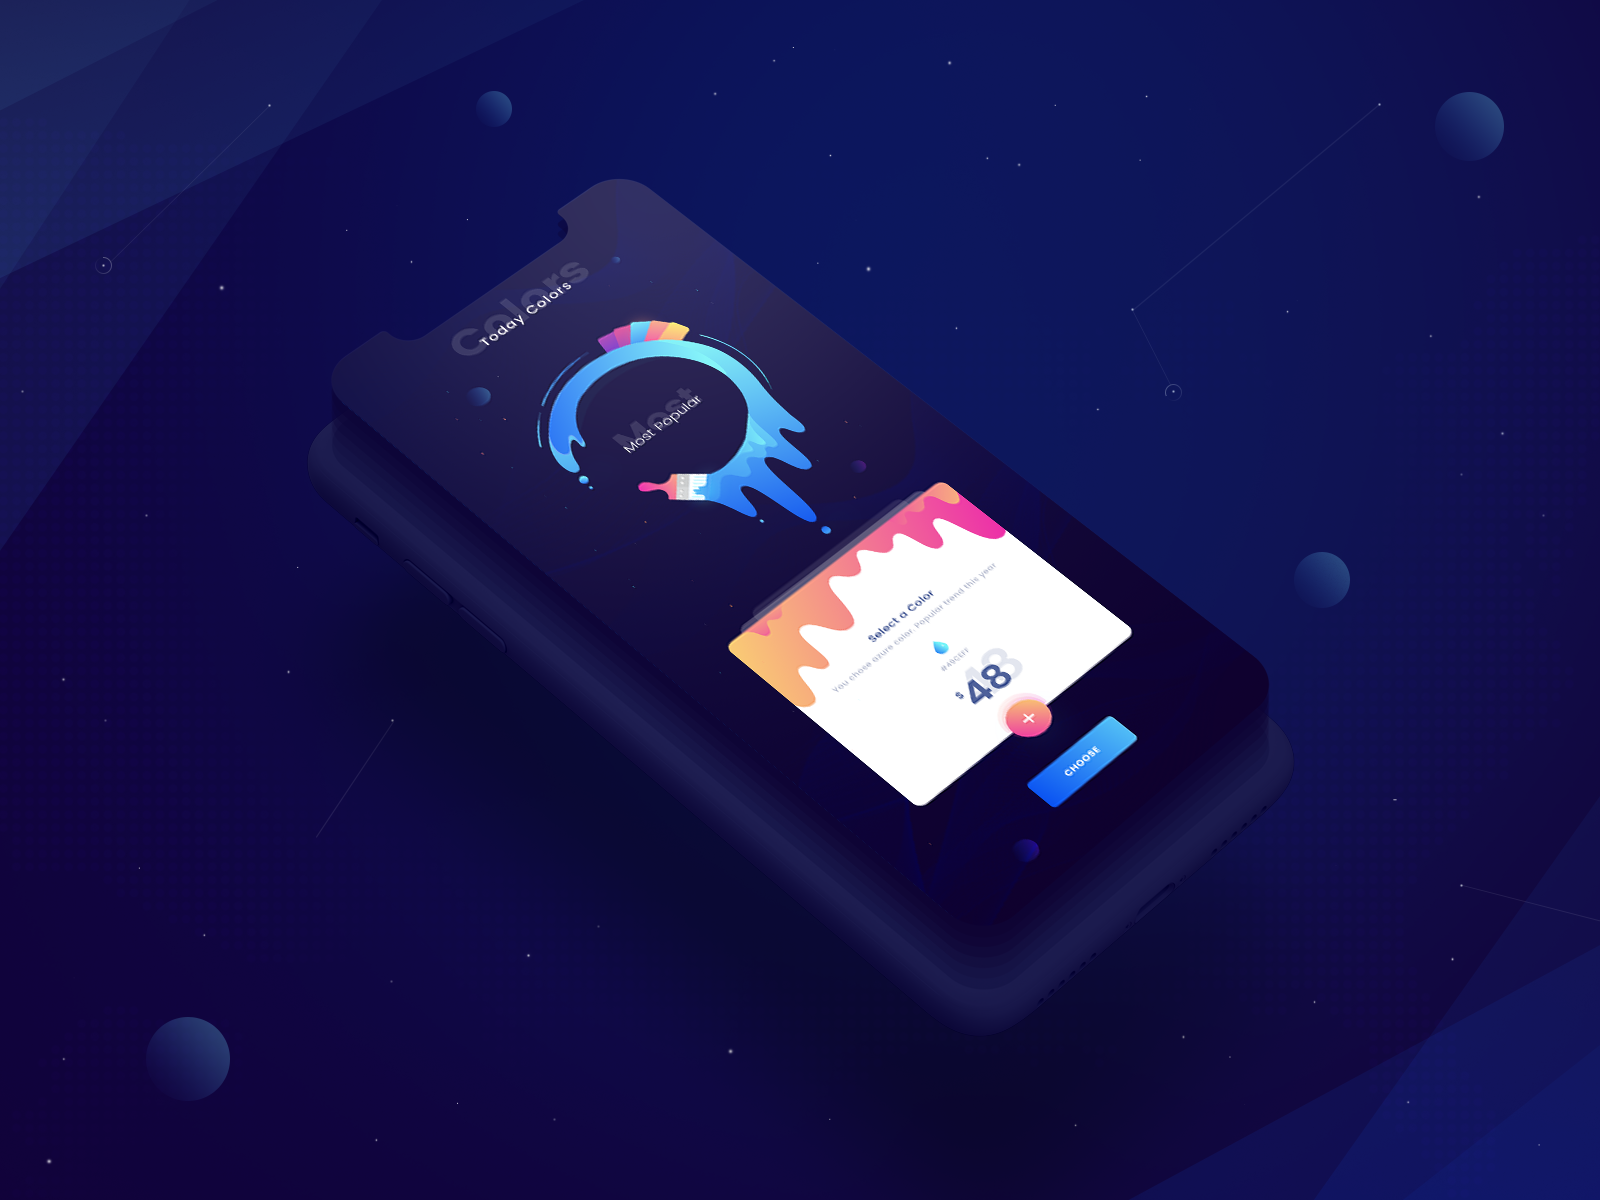 Colors
Today Colors
Most
Most Popular
Select a Color
You chose azure color. Popular trend this year
48
$48
CHOOSE